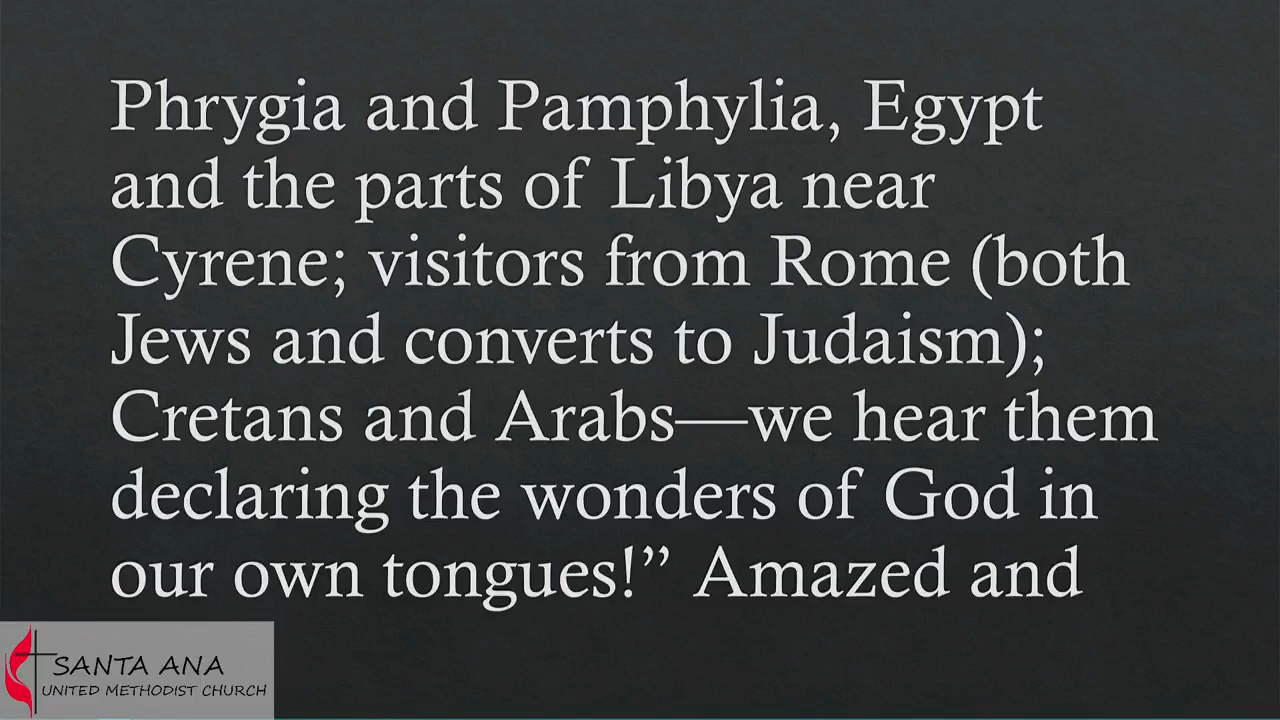 Phrygia and Pamphylia, Egypt
and the parts of Libya near
Cyrene; visitors from Rome (both
Jews and converts to Judaism);
Cretans and Arabs—we hear them
declaring the wonders of God in
our own tongues!” Amazed and
SANTA ANA
UNITED METHODIST CHURCH